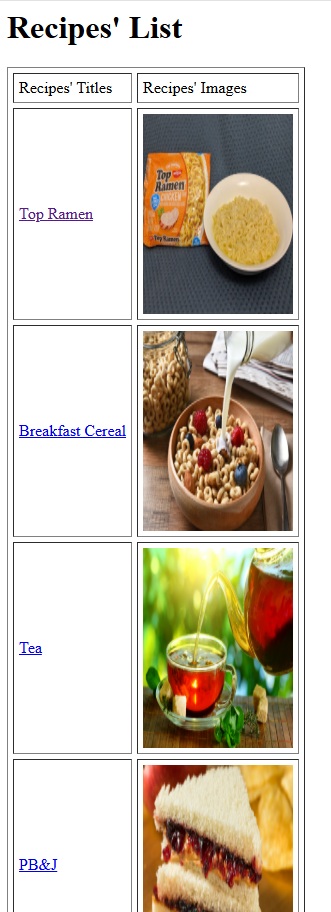 Recipes' List
Recipes' Titles
Recipes' Images
Top Ramen
Top
Ramen
CHICKEN
Top Ramen
Breakfast Cereal
Tea
PB&J